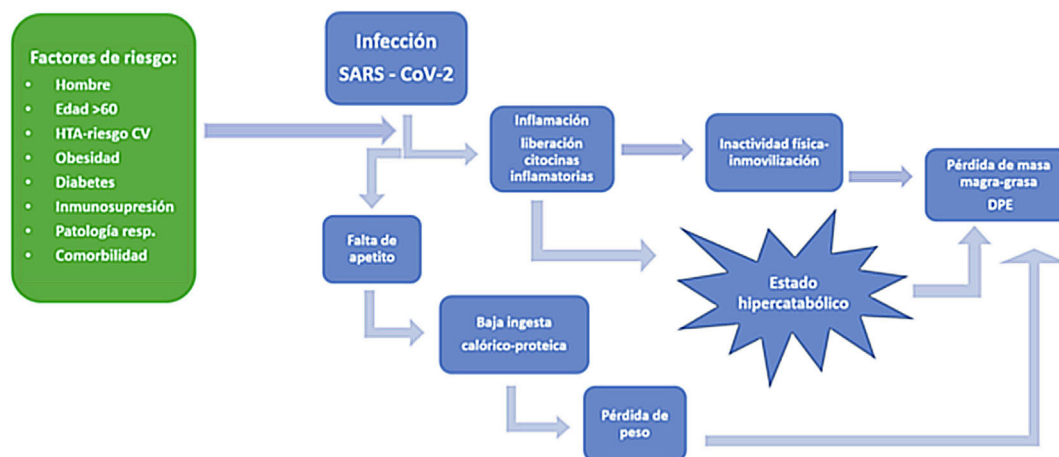 Factores de riesgo:
• Hombre
• Edad >60
• HTA-riesgo CV
• Obesidad
• Diabetes
• Inmunosupresión
• Patología resp.
• Comorbilidad
Infección
SARS - CoV-2
Inflamación
liberación
citocinas
inflamatorias
Inactividad física-
inmovilización
Pérdida de masa
magra-grasa
DPE
Falta de
apetito
Estado
hipercatabólico
Baja ingesta
calórico-proteica
Pérdida de
peso